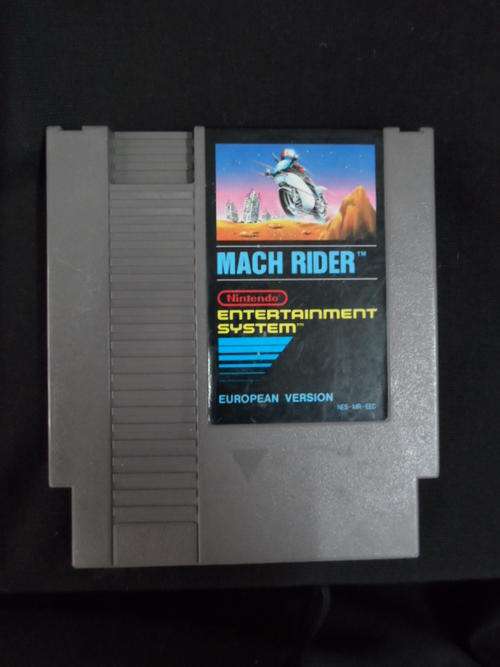 MACH RIDER™
Nintendo®
ENTERTAINMENT
SYSTEM™
EUROPEAN VERSION
NES-MR-EEC